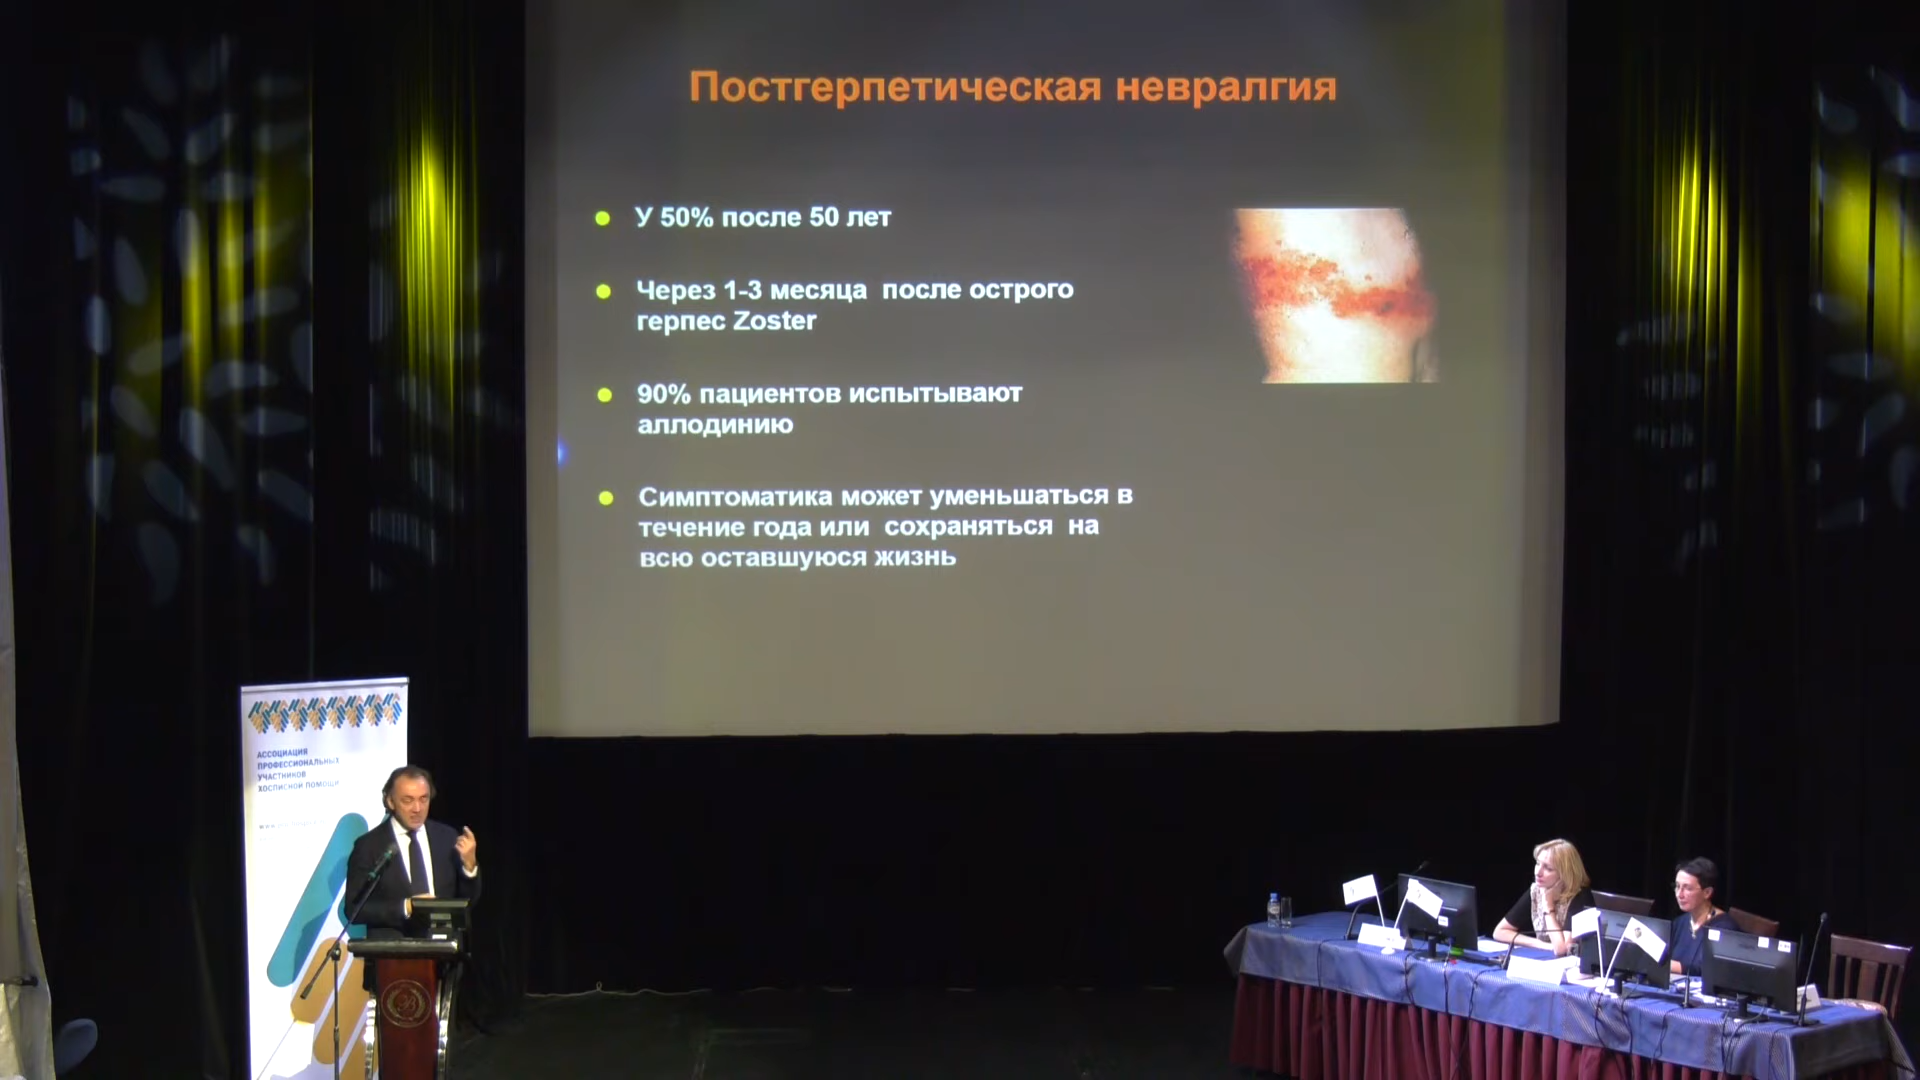 Постгерпетическая невралгия
У 50% после 50 лет
Через 1-3 месяца после острого
герпес Zoster
90% пациентов испытывают
аллодинию
Симптоматика может уменьшаться в
течение года или сохраняться на
всю оставшуюся жизнь
АССОЦИАЦИЯ
ПРОФЕССИОНАЛЬНЫХ
УЧАСТНИКОВ
ХОСПИСНОЙ ПОМОЩИ